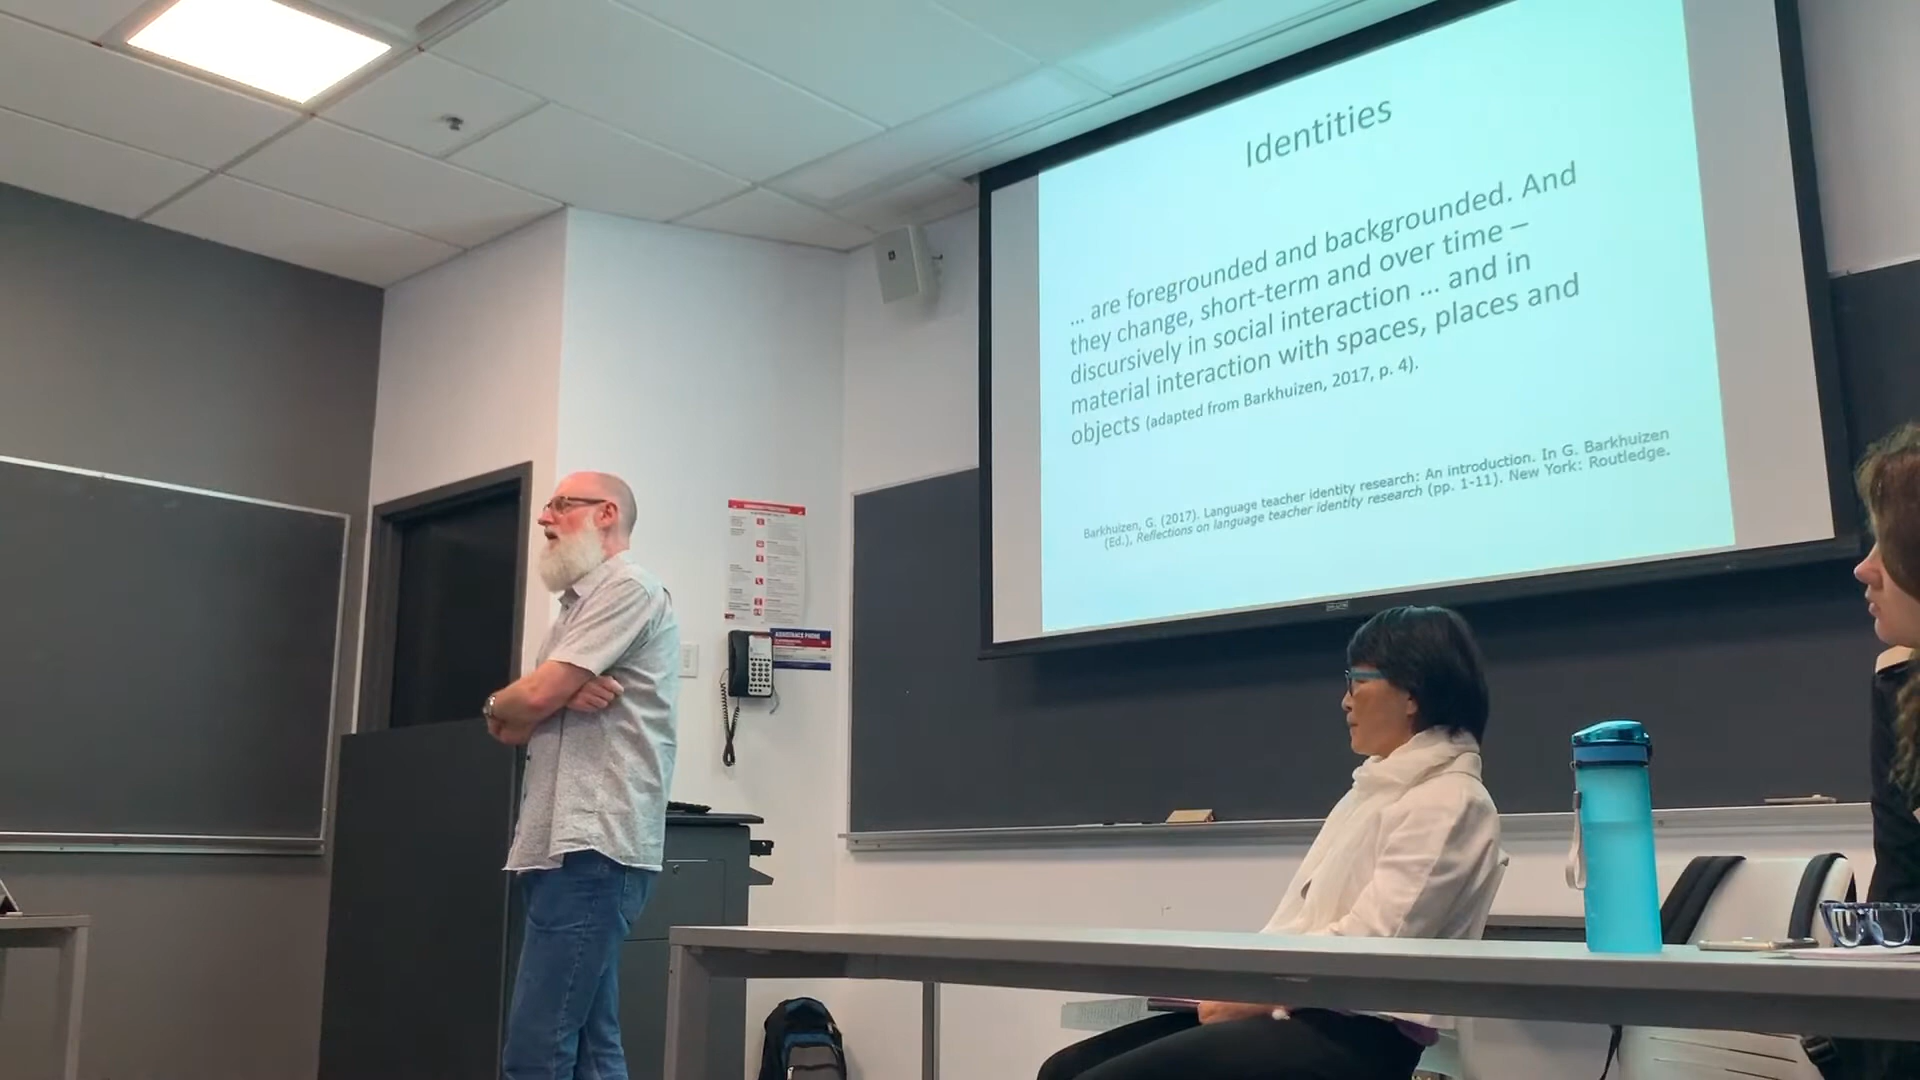 Identities
... are foregrounded and backgrounded. And
they change, short-term and over time –
discursively in social interaction ... and in
material interaction with spaces, places and
objects (adapted from Barkhuizen, 2017, p. 4).
Barkhuizen, G. (2017). Language teacher identity research: An introduction. In G. Barkhuizen
(Ed.), Reflections on language teacher identity research (pp. 1-11). New York: Routledge.
ASSISTANCE PHONE